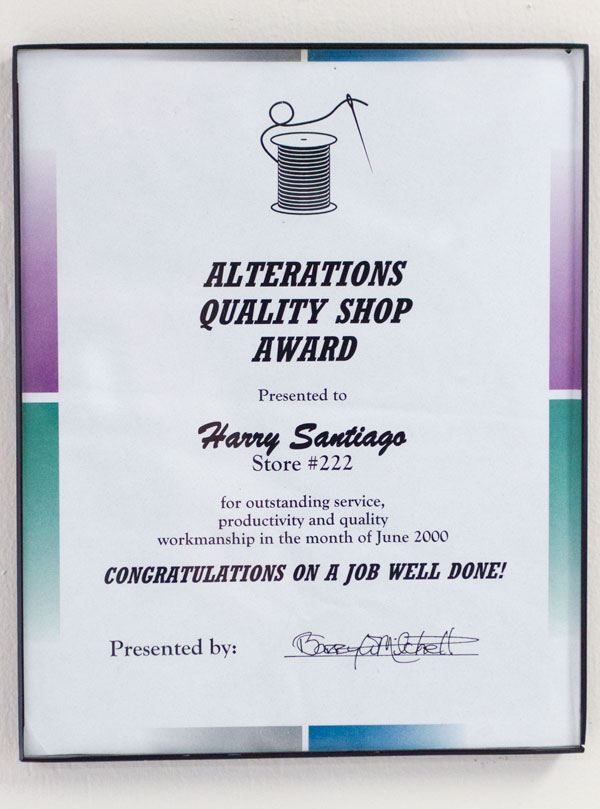 ALTERATIONS
QUALITY SHOP
AWARD
Presented to
Harry Santiago
Store #222
for outstanding service,
productivity and quality
workmanship in the month of June 2000
CONGRATULATIONS ON A JOB WELL DONE!
Presented by: